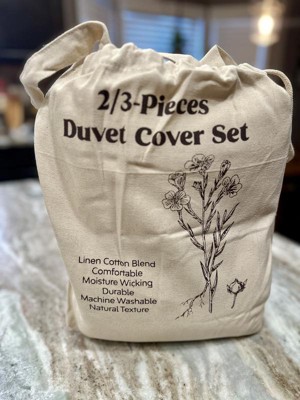 2/3-Pieces
Duvet Cover Set
Linen Cotton Blend
Comfortable
Moisture Wicking
Durable
Machine Washable
Natural Texture